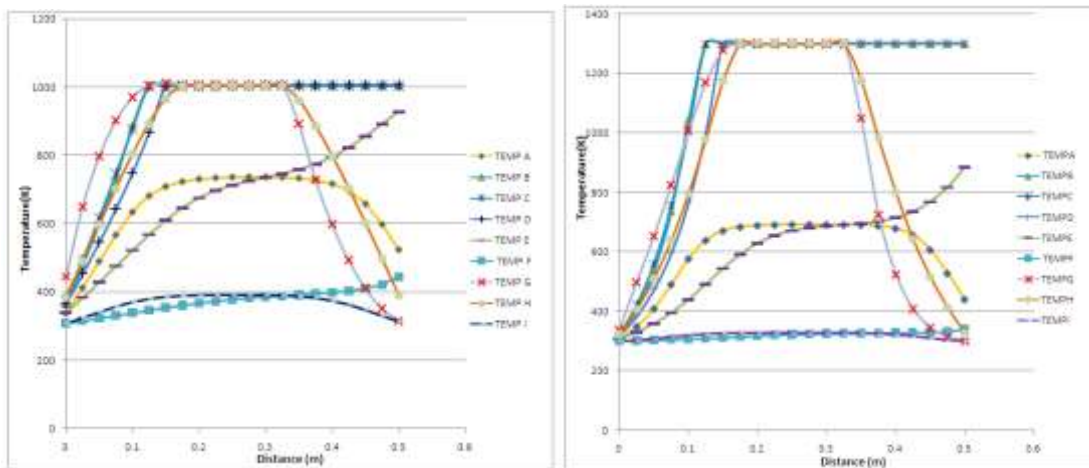 1200
1000
800
600
400
200
0
Temperature(K)
0 0.1 0.2 0.3 0.4 0.5 0.6
Distance (m)
TEMP A
TEMP B
TEMP C
TEMP D
TEMP E
TEMP F
TEMP G
TEMP H
TEMP I
1400
1200
1000
800
600
400
200
0
Temperature(K)
0 0.1 0.2 0.3 0.4 0.5 0.6
Distance (m)
TEMPA
TEMPB
TEMPC
TEMPD
TEMPE
TEMPF
TEMPG
TEMPH
TEMPI